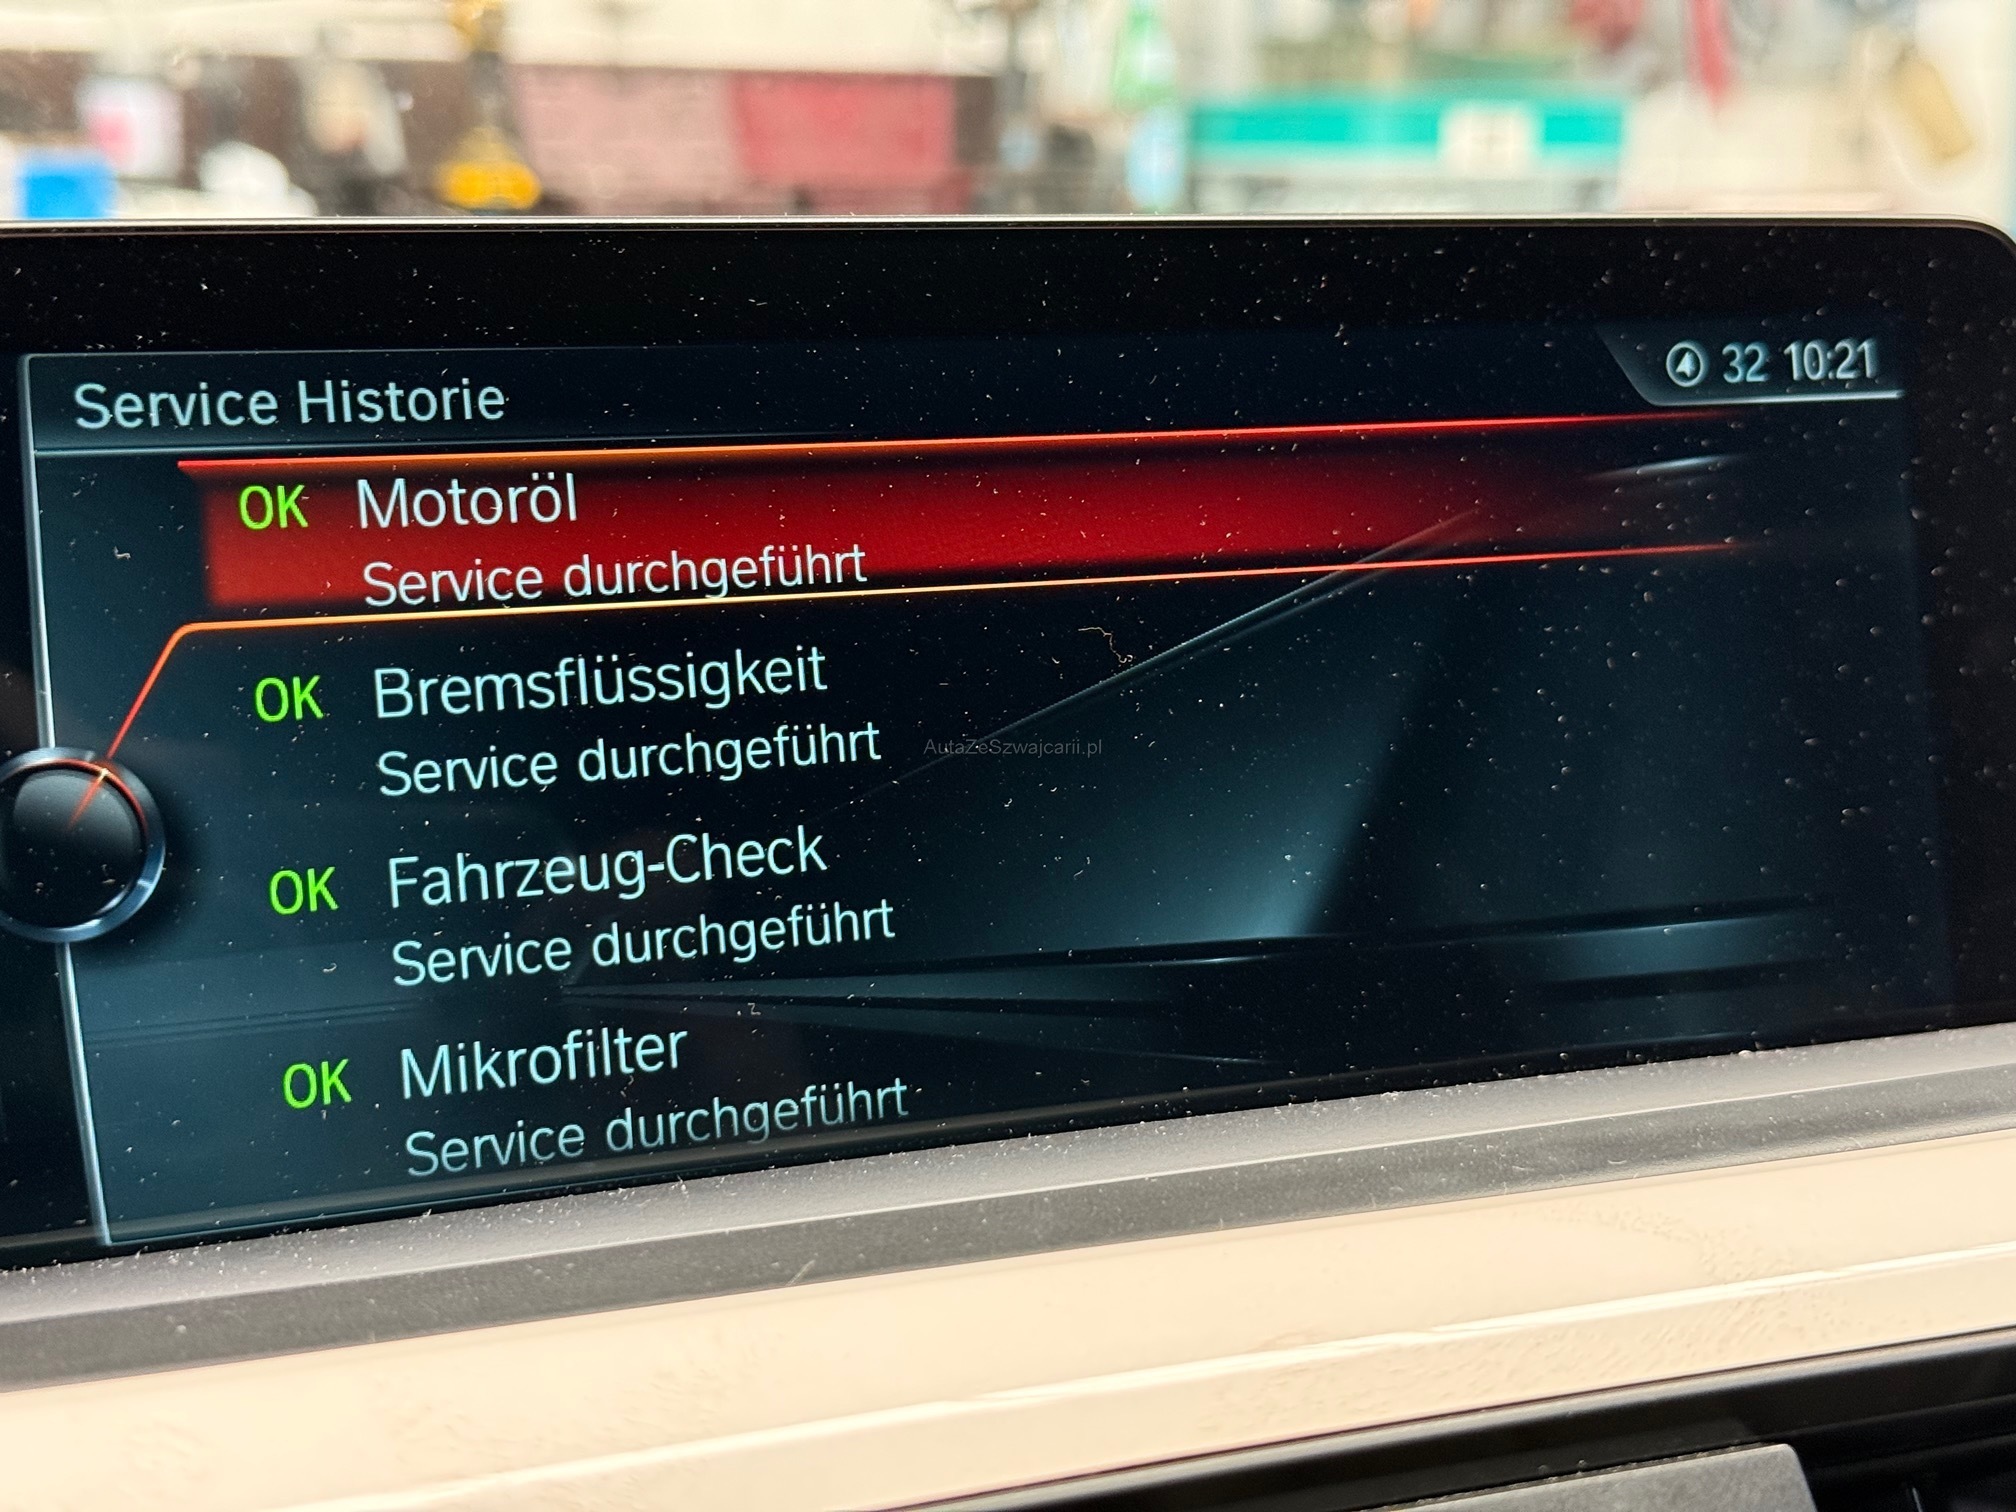 32 10:21
Service Historie
OK Motoröl
Service durchgeführt
OK Bremsflüssigkeit
Service durchgeführt
AutaZeSzwajcarii.pl
OK Fahrzeug-Check
Service durchgeführt
OK Mikrofilter
Service durchgeführt